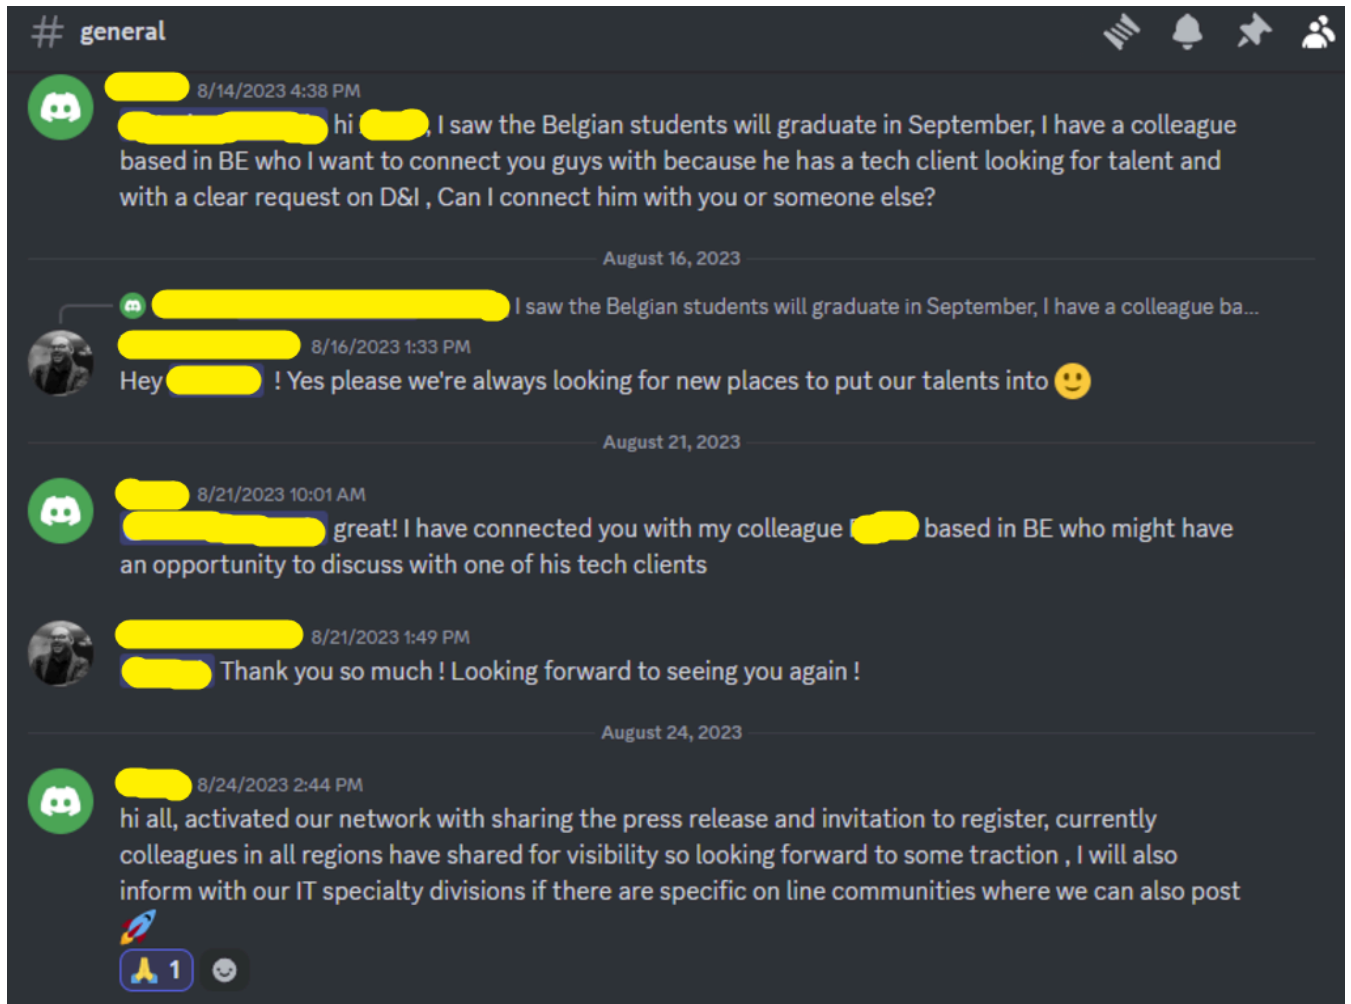 general
8/14/2023 4:38 PM
hi , I saw the Belgian students will graduate in September, I have a colleague
based in BE who I want to connect you guys with because he has a tech client looking for talent and
with a clear request on D&I , Can I connect him with you or someone else?
August 16, 2023
I saw the Belgian students will graduate in September, I have a colleague ba...
8/16/2023 1:33 PM
Hey ! Yes please we're always looking for new places to put our talents into 🙂
August 21, 2023
8/21/2023 10:01 AM
great! I have connected you with my colleague based in BE who might have
an opportunity to discuss with one of his tech clients
8/21/2023 1:49 PM
Thank you so much ! Looking forward to seeing you again !
August 24, 2023
8/24/2023 2:44 PM
hi all, activated our network with sharing the press release and invitation to register, currently
colleagues in all regions have shared for visibility so looking forward to some traction , I will also
inform with our IT specialty divisions if there are specific on line communities where we can also post
🚀
🙏 1